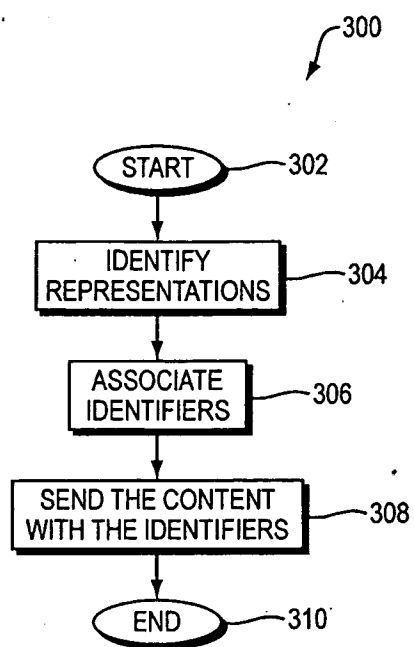 300
START
302
IDENTIFY
REPRESENTATIONS
304
ASSOCIATE
IDENTIFIERS
306
SEND THE CONTENT
WITH THE IDENTIFIERS
308
END
310